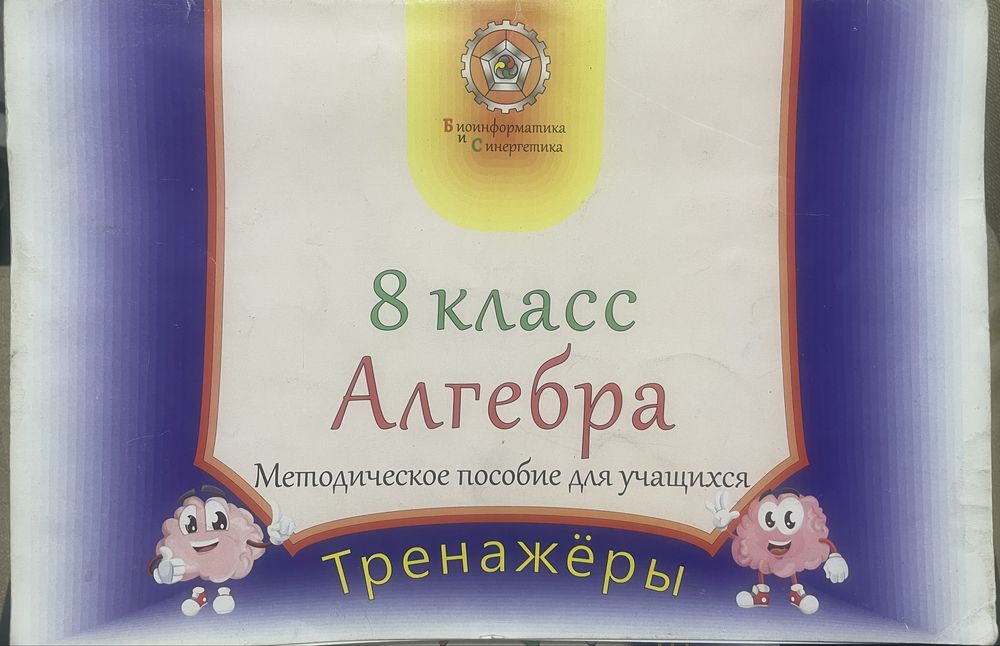 Биоинформатика
и
Синергетика
8 класс
Алгебра
Методическое пособие для учащихся
Тренажёры